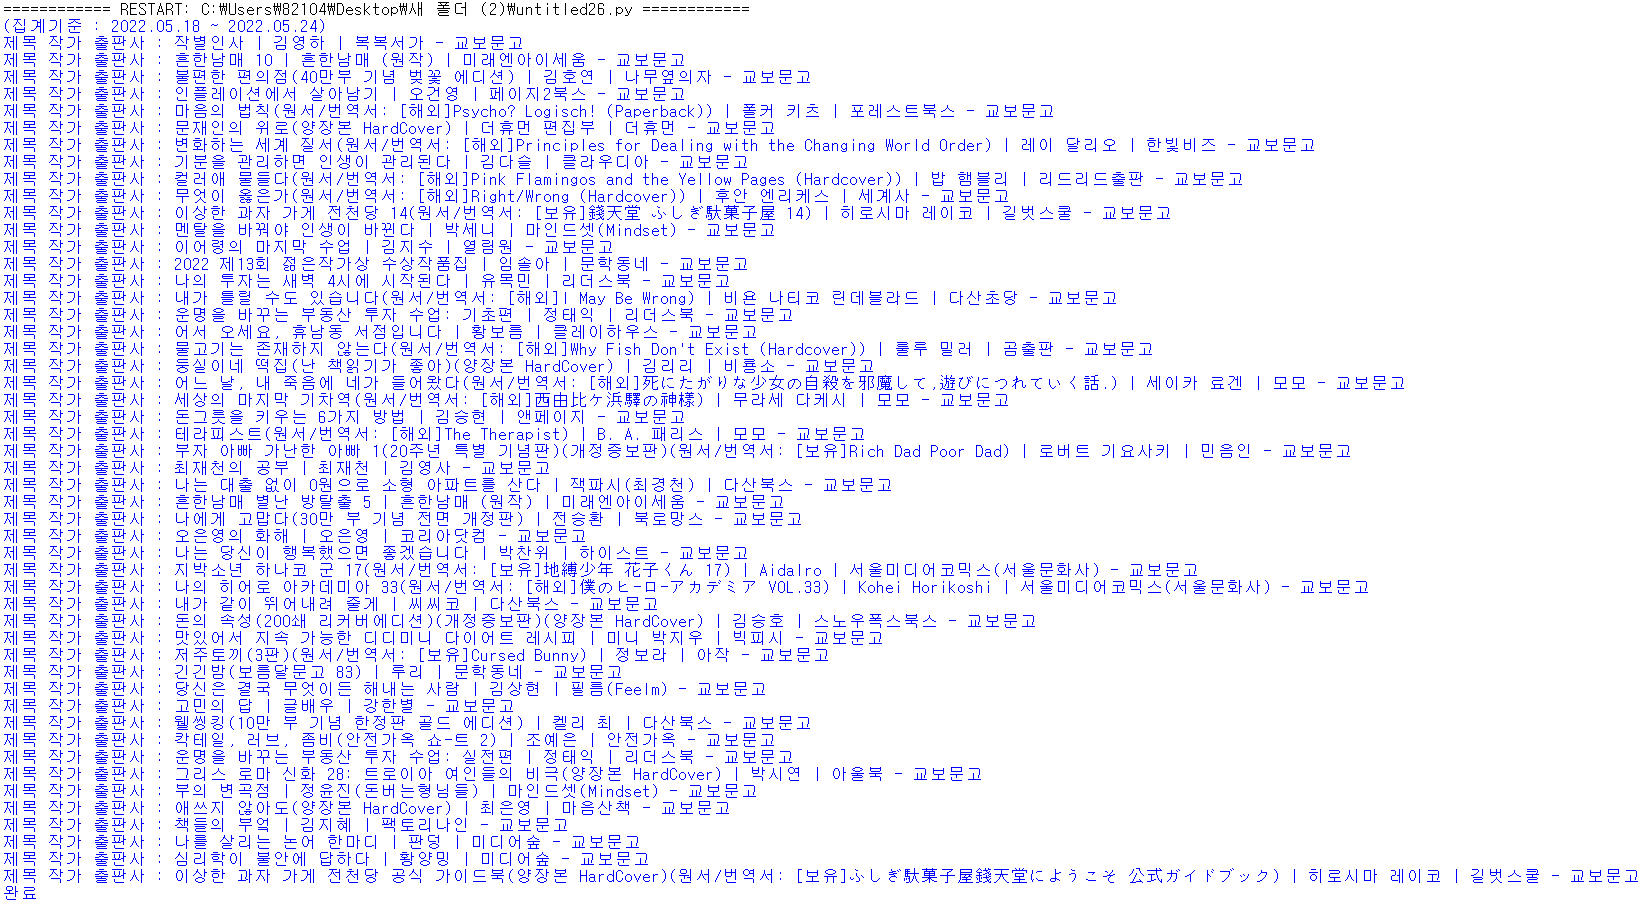 ============ RESTART: C:\Users\82104\Desktop\새 폴더 (2)\untitled26.py ============
(집계기준 : 2022.05.18 ~ 2022.05.24)
제목 작가 출판사 : 작별인사 | 김영하 | 복복서가 - 교보문고
제목 작가 출판사 : 흔한남매 10 | 흔한남매 (원작) | 미래엔아이세움 - 교보문고
제목 작가 출판사 : 불편한 편의점(40만부 기념 벚꽃 에디션) | 김호연 | 나무옆의자 - 교보문고
제목 작가 출판사 : 인플레이션에서 살아남기 | 오건영 | 페이지2북스 - 교보문고
제목 작가 출판사 : 마음의 법칙(원서/번역서: [해외]Psycho? Logisch! (Paperback)) | 폴커 키츠 | 포레스트북스 - 교보문고
제목 작가 출판사 : 문재인의 위로(양장본 HardCover) | 더휴먼 편집부 | 더휴먼 - 교보문고
제목 작가 출판사 : 변화하는 세계 질서(원서/번역서: [해외]Principles for Dealing with the Changing World Order) | 레이 달리오 | 한빛비즈 - 교보문고
제목 작가 출판사 : 기분을 관리하면 인생이 관리된다 | 김다슬 | 클라우디아 - 교보문고
제목 작가 출판사 : 컬러애 물들다(원서/번역서: [해외]Pink Flamingos and the Yellow Pages (Hardcover)) | 밥 햄블리 | 리드리드출판 - 교보문고
제목 작가 출판사 : 무엇이 옳은가(원서/번역서: [해외]Right/Wrong (Hardcover)) | 후안 엔리케스 | 세계사 - 교보문고
제목 작가 출판사 : 이상한 과자 가게 전천당 14(원서/번역서: [보유]錢天堂 ふしぎ駄菓子屋 14) | 히로시마 레이코 | 길벗스쿨 - 교보문고
제목 작가 출판사 : 멘탈을 바꿔야 인생이 바뀐다 | 박세니 | 마인드셋(Mindset) - 교보문고
제목 작가 출판사 : 이어령의 마지막 수업 | 김지수 | 열림원 - 교보문고
제목 작가 출판사 : 2022 제13회 젊은작가상 수상작품집 | 임솔아 | 문학동네 - 교보문고
제목 작가 출판사 : 나의 투자는 새벽 4시에 시작된다 | 유목민 | 리더스북 - 교보문고
제목 작가 출판사 : 내가 틀릴 수도 있습니다(원서/번역서: [해외]I May Be Wrong) | 비욘 나티코 린데블라드 | 다산초당 - 교보문고
제목 작가 출판사 : 운명을 바꾸는 부동산 투자 수업: 기초편 | 정태익 | 리더스북 - 교보문고
제목 작가 출판사 : 어서 오세요, 휴남동 서점입니다 | 황보름 | 클레이하우스 - 교보문고
제목 작가 출판사 : 물고기는 존재하지 않는다(원서/번역서: [해외]Why Fish Don't Exist (Hardcover)) | 룰루 밀러 | 곰출판 - 교보문고
제목 작가 출판사 : 둥실이네 떡집(난 책읽기가 좋아)(양장본 HardCover) | 김리리 | 비룡소 - 교보문고
제목 작가 출판사 : 어느 날, 내 죽음에 네가 들어왔다(원서/번역서: [해외]死にたがりな少女の自殺を邪魔して,遊びにつれていく話.) | 세이카 료겐 | 모모 - 교보문고
제목 작가 출판사 : 세상의 마지막 기차역(원서/번역서: [해외]西由比ケ浜驛の神樣) | 무라세 다케시 | 모모 - 교보문고
제목 작가 출판사 : 돈그릇을 키우는 6가지 방법 | 김승현 | 앤페이지 - 교보문고
제목 작가 출판사 : 테라피스트(원서/번역서: [해외]The Therapist) | B. A. 패리스 | 모모 - 교보문고
제목 작가 출판사 : 부자 아빠 가난한 아빠 1(20주년 특별 기념판)(개정증보판)(원서/번역서: [보유]Rich Dad Poor Dad) | 로버트 기요사키 | 민음인 - 교보문고
제목 작가 출판사 : 최재천의 공부 | 최재천 | 김영사 - 교보문고
제목 작가 출판사 : 나는 대출 없이 0원으로 소형 아파트를 산다 | 잭파시(최경천) | 다산북스 - 교보문고
제목 작가 출판사 : 흔한남매 별난 방탈출 5 | 흔한남매 (원작) | 미래엔아이세움 - 교보문고
제목 작가 출판사 : 나에게 고맙다(30만 부 기념 전면 개정판) | 전승환 | 북로망스 - 교보문고
제목 작가 출판사 : 오은영의 화해 | 오은영 | 코리아닷컴 - 교보문고
제목 작가 출판사 : 나는 당신이 행복했으면 좋겠습니다 | 박찬위 | 하이스트 - 교보문고
제목 작가 출판사 : 지박소년 하나코 군 17(원서/번역서: [보유]地縛少年 花子くん 17) | AidaIro | 서울미디어코믹스(서울문화사) - 교보문고
제목 작가 출판사 : 나의 히어로 아카데미아 33(원서/번역서: [해외]僕のヒ-ロ-アカデミア VOL.33) | Kohei Horikoshi | 서울미디어코믹스(서울문화사) - 교보문고
제목 작가 출판사 : 내가 같이 뛰어내려 줄게 | 씨씨코 | 다산북스 - 교보문고
제목 작가 출판사 : 돈의 속성(200쇄 리커버에디션)(개정증보판)(양장본 HardCover) | 김승호 | 스노우폭스북스 - 교보문고
제목 작가 출판사 : 맛있어서 지속 가능한 디디미니 다이어트 레시피 | 미니 박지우 | 빅피시 - 교보문고
제목 작가 출판사 : 저주토끼(3판)(원서/번역서: [보유]Cursed Bunny) | 정보라 | 아작 - 교보문고
제목 작가 출판사 : 긴긴밤(보름달문고 83) | 루리 | 문학동네 - 교보문고
제목 작가 출판사 : 당신은 결국 무엇이든 해내는 사람 | 김상현 | 필름(Feelm) - 교보문고
제목 작가 출판사 : 고민의 답 | 글배우 | 강한별 - 교보문고
제목 작가 출판사 : 웰씽킹(10만 부 기념 한정판 골드 에디션) | 켈리 최 | 다산북스 - 교보문고
제목 작가 출판사 : 칵테일, 러브, 좀비(안전가옥 쇼-트 2) | 조예은 | 안전가옥 - 교보문고
제목 작가 출판사 : 운명을 바꾸는 부동산 투자 수업: 실전편 | 정태익 | 리더스북 - 교보문고
제목 작가 출판사 : 그리스 로마 신화 28: 트로이아 여인들의 비극(양장본 HardCover) | 박시연 | 아울북 - 교보문고
제목 작가 출판사 : 부의 변곡점 | 정윤진(돈버는형님들) | 마인드셋(Mindset) - 교보문고
제목 작가 출판사 : 애쓰지 않아도(양장본 HardCover) | 최은영 | 마음산책 - 교보문고
제목 작가 출판사 : 책들의 부엌 | 김지혜 | 팩토리나인 - 교보문고
제목 작가 출판사 : 나를 살리는 논어 한마디 | 판덩 | 미디어숲 - 교보문고
제목 작가 출판사 : 심리학이 불안에 답하다 | 황양밍 | 미디어숲 - 교보문고
제목 작가 출판사 : 이상한 과자 가게 전천당 공식 가이드북(양장본 HardCover)(원서/번역서: [보유]ふしぎ駄菓子屋錢天堂にようこそ 公式ガイドブック) | 히로시마 레이코 | 길벗스쿨 - 교보문고
완료